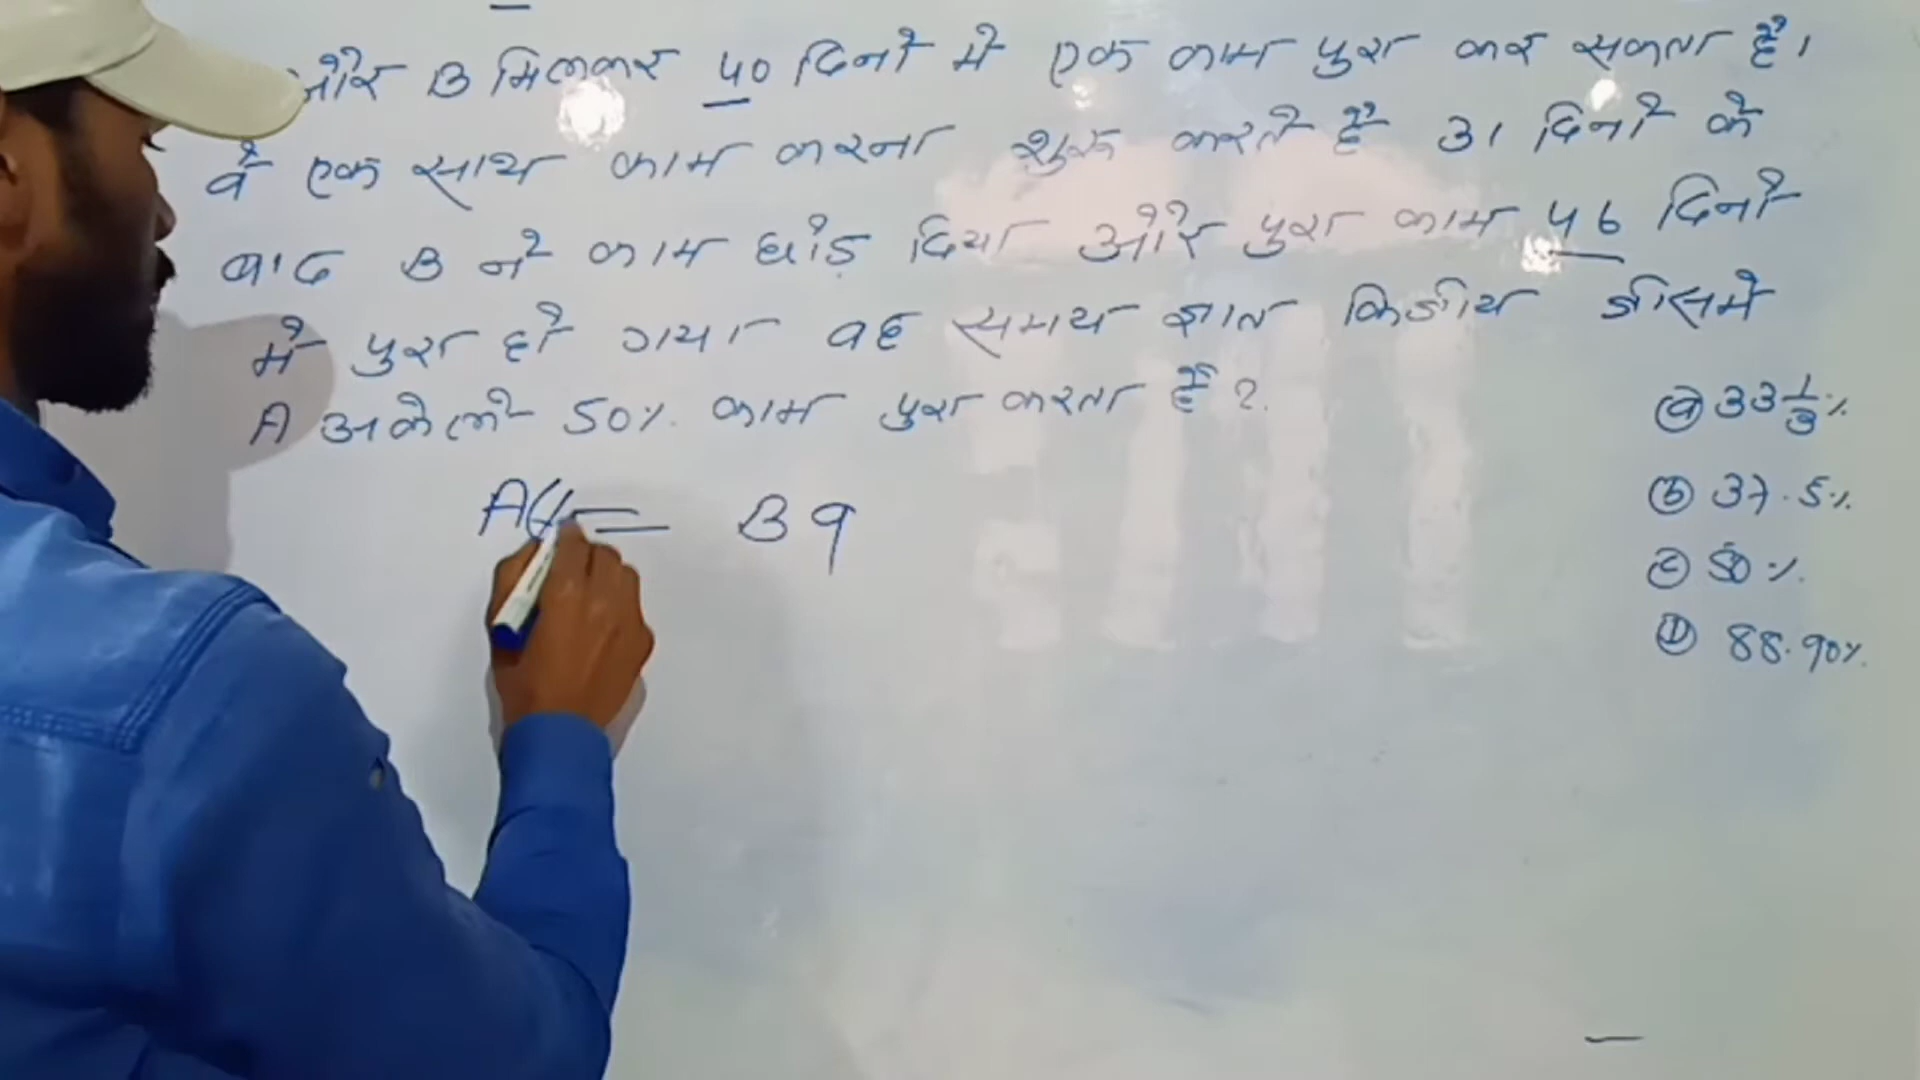 और B मिलकर 40 दिनो मे एक काम पुरा कर सकता है।
वे एक साथ काम करना शुरू करते हैं 31 दिनो के
बाद B ने काम छोड़ दिया और पुरा काम 46 दिनो
मे पुरा हो गया वह समय ज्ञात किजीय जीसमे
A अकेले 50% काम पुरा करता हैं ?
(a) 33 1/3 %
(b) 37.5%
(c) 50 %
(D) 88.90%
A B 9